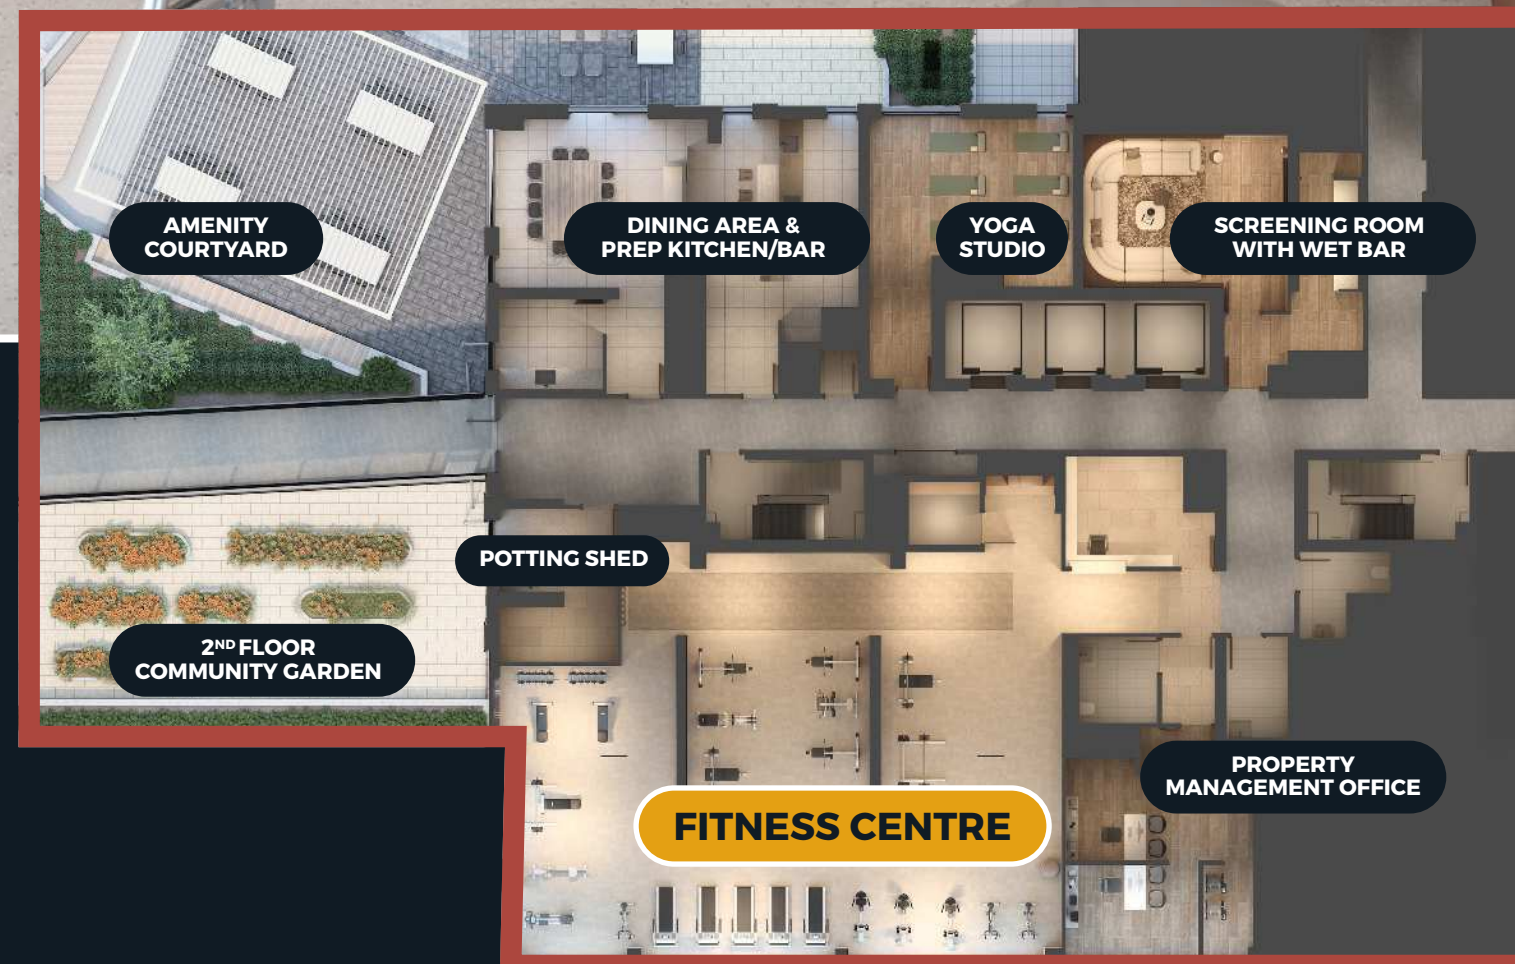 AMENITY
COURTYARD
DINING AREA &
PREP KITCHEN/BAR
YOGA
STUDIO
SCREENING ROOM
WITH WET BAR
POTTING SHED
2ND FLOOR
COMMUNITY GARDEN
PROPERTY
MANAGEMENT OFFICE
FITNESS CENTRE